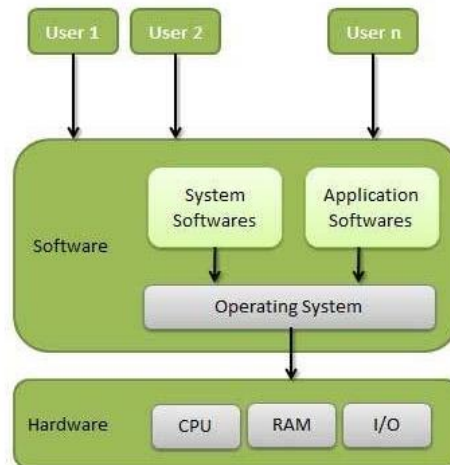 User 1
User 2
User n
System
Softwares
Application
Softwares
Software
Operating System
Hardware
CPU
RAM
I/O